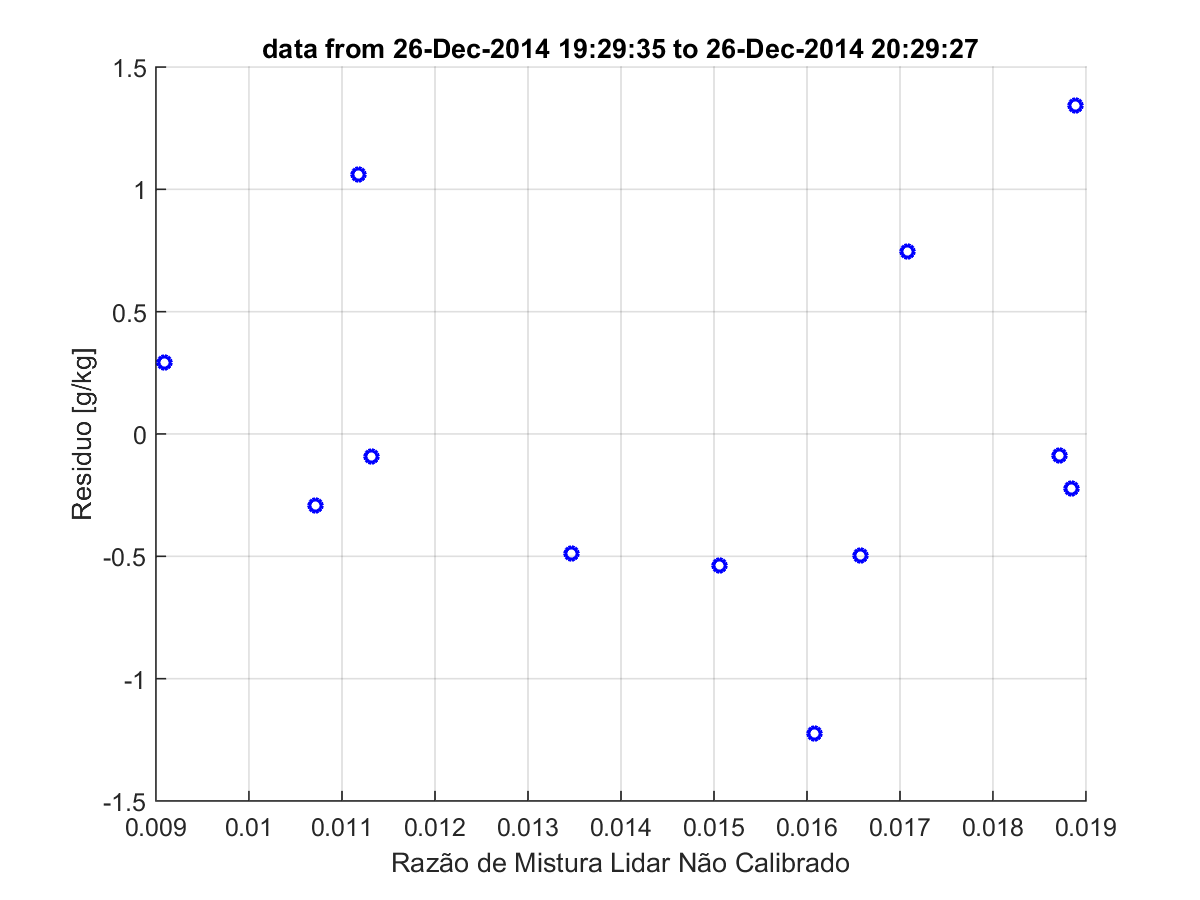 data from 26-Dec-2014 19:29:35 to 26-Dec-2014 20:29:27
1.5
1
0.5
0
-0.5
-1
-1.5
Residuo [g/kg]
0.009 0.01 0.011 0.012 0.013 0.014 0.015 0.016 0.017 0.018 0.019
Razão de Mistura Lidar Não Calibrado